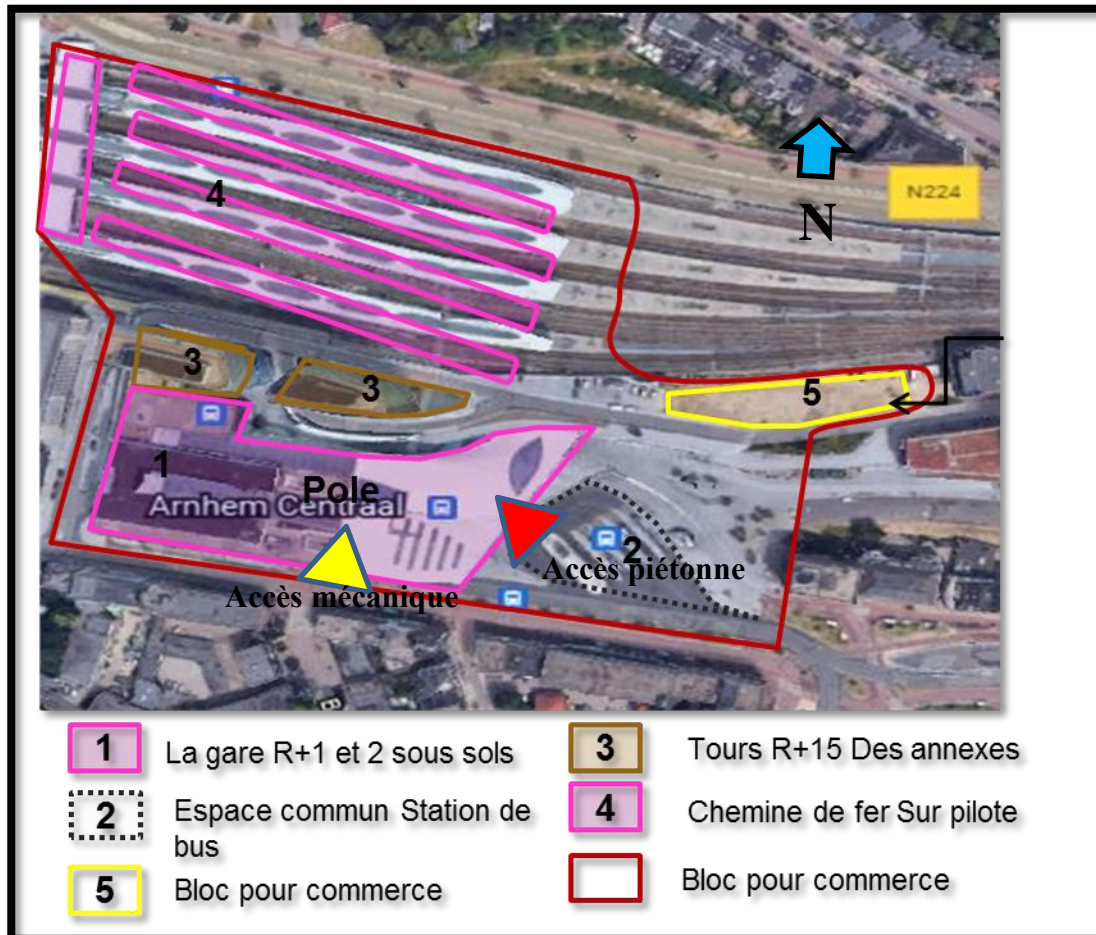 N224
N
4
3
3
5
1
Pole
Arnhem Centraal
2
Accès piétonne
Accès mécanique
B
1 La gare R+1 et 2 sous sols
3 Tours R+15 Des annexes
2 Espace commun Station de
bus
4 Chemine de fer Sur pilote
5 Bloc pour commerce
Bloc pour commerce